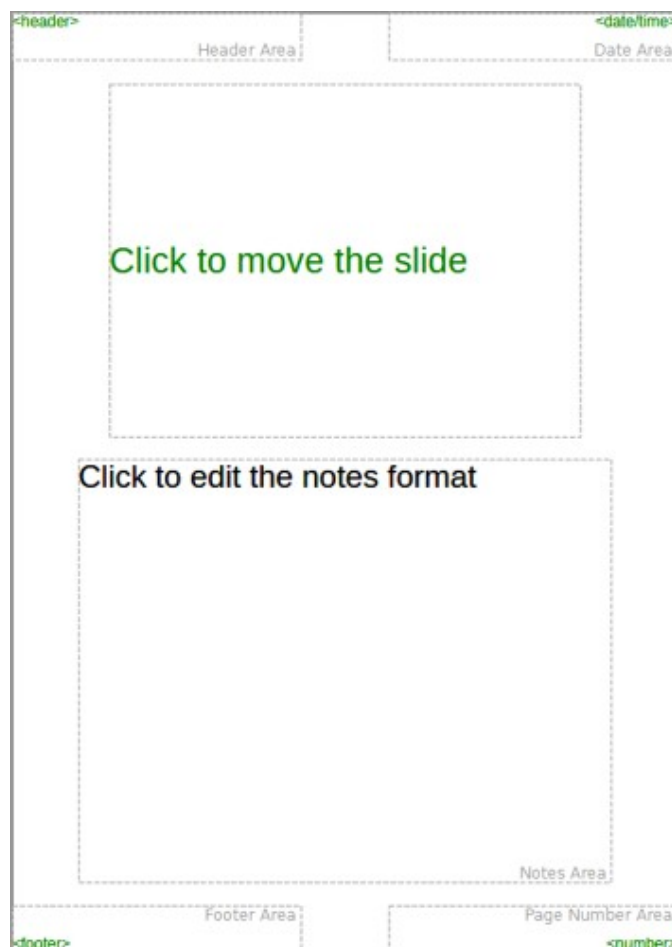 <header> <date/time>
Header Area Date Area
Click to move the slide
Click to edit the notes format
Notes Area
Footer Area Page Number Area
<footer> <number>